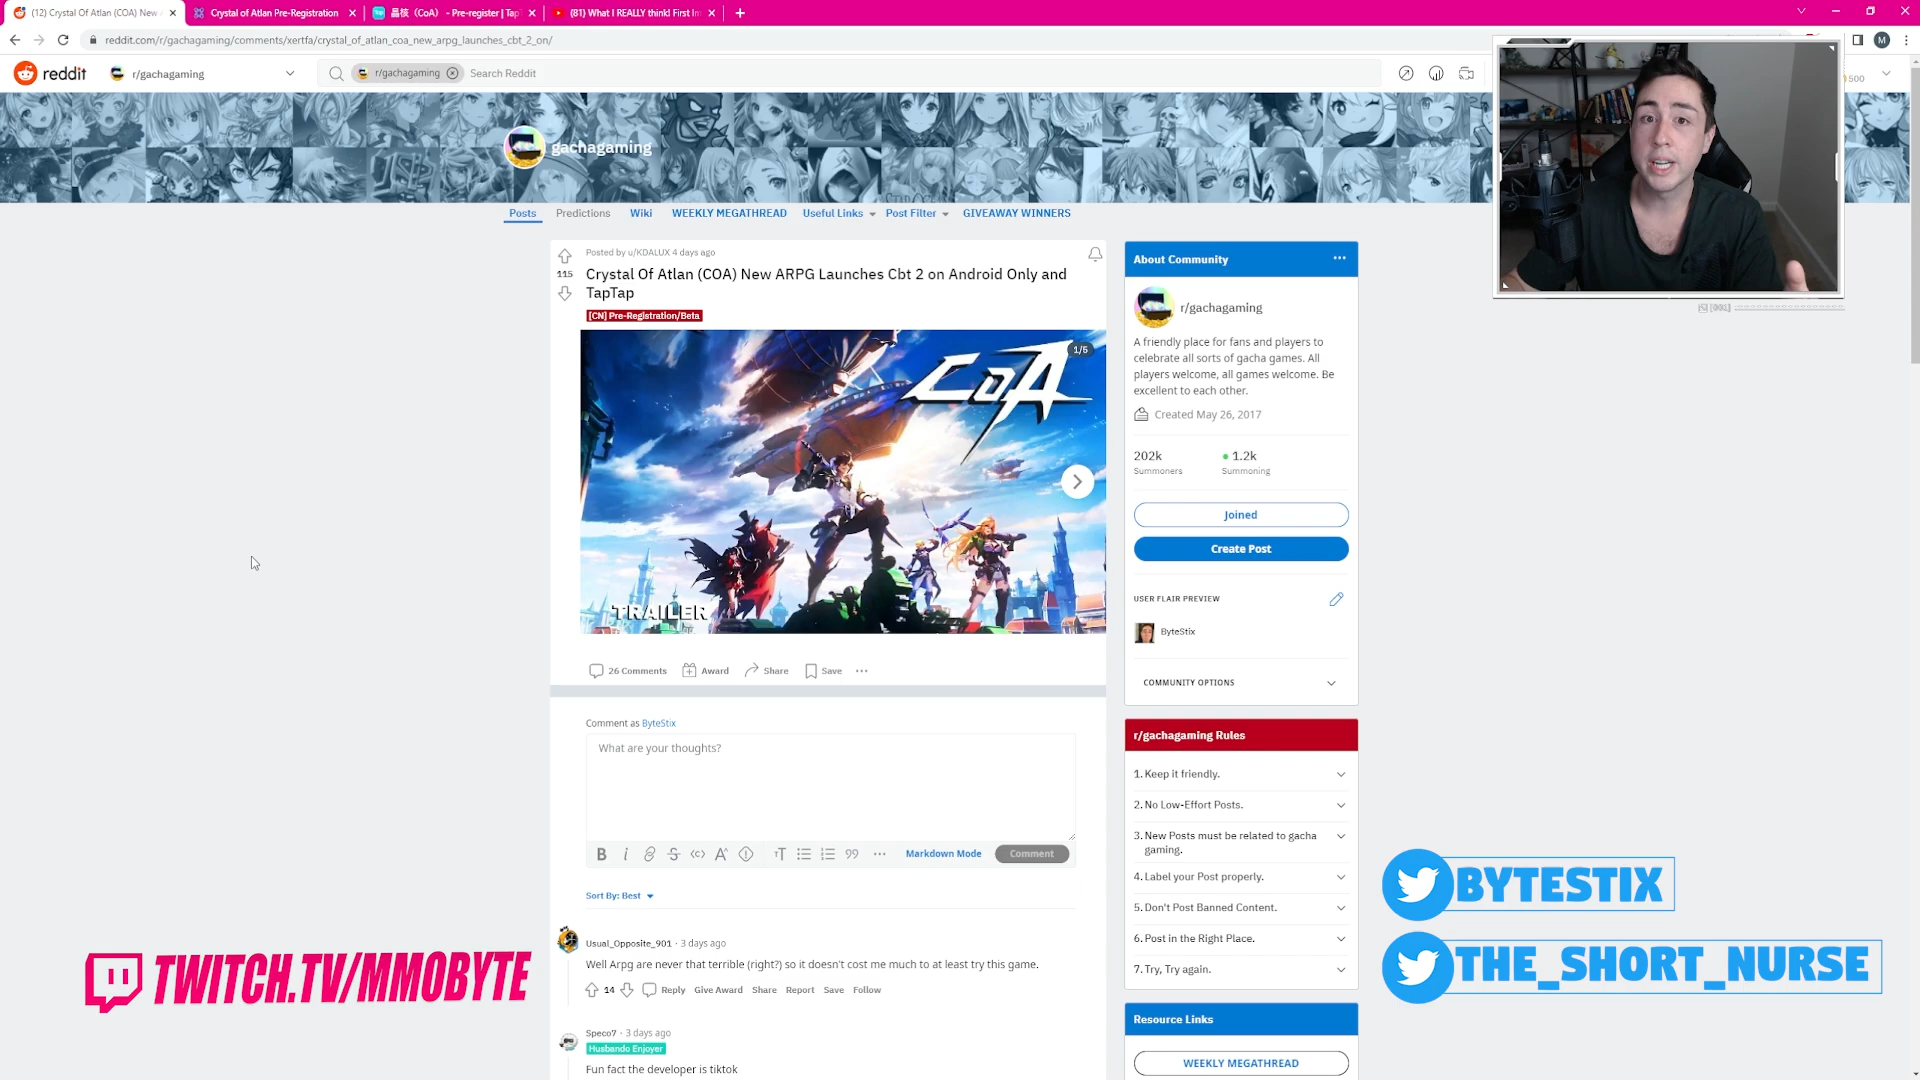 (12) Crystal Of Atlan (COA) New
Crystal of Atlan Pre-Registration
晶核（CoA） - Pre-register | Tap
(81) What I REALLY think! First Im
reddit.com/r/gachagaming/comments/xertfa/crystal_of_atlan_coa_new_arpg_launches_cbt_2_on/
M
reddit
r/gachagaming
r/gachagaming
Search Reddit
500
gachagaming
Posts
Predictions
Wiki
WEEKLY MEGATHREAD
Useful Links
Post Filter
GIVEAWAY WINNERS
Posted by u/KDALUX 4 days ago
115
Crystal Of Atlan (COA) New ARPG Launches Cbt 2 on Android Only and
TapTap
[CN] Pre-Registration/Beta
1/5
CoA
TRAILER
26 Comments
Award
Share
Save
Comment as ByteStix
What are your thoughts?
Markdown Mode
Comment
Sort By: Best
Usual_Opposite_901 · 3 days ago
Well Arpg are never that terrible (right?) so it doesn't cost me much to at least try this game.
14
Reply
Give Award
Share
Report
Save
Follow
Speco7 · 3 days ago
Husbando Enjoyer
Fun fact the developer is tiktok
About Community
r/gachagaming
A friendly place for fans and players to
celebrate all sorts of gacha games. All
players welcome, all games welcome. Be
excellent to each other.
Created May 26, 2017
202k
1.2k
Summoners
Summoning
Joined
Create Post
USER FLAIR PREVIEW
ByteStix
COMMUNITY OPTIONS
r/gachagaming Rules
1. Keep it friendly.
2. No Low-Effort Posts.
3. New Posts must be related to gacha
gaming.
4. Label your Post properly.
5. Don't Post Banned Content.
6. Post in the Right Place.
7. Try, Try again.
Resource Links
WEEKLY MEGATHREAD
TWITCH.TV/MMOBYTE
BYTESTIX
THE_SHORT_NURSE